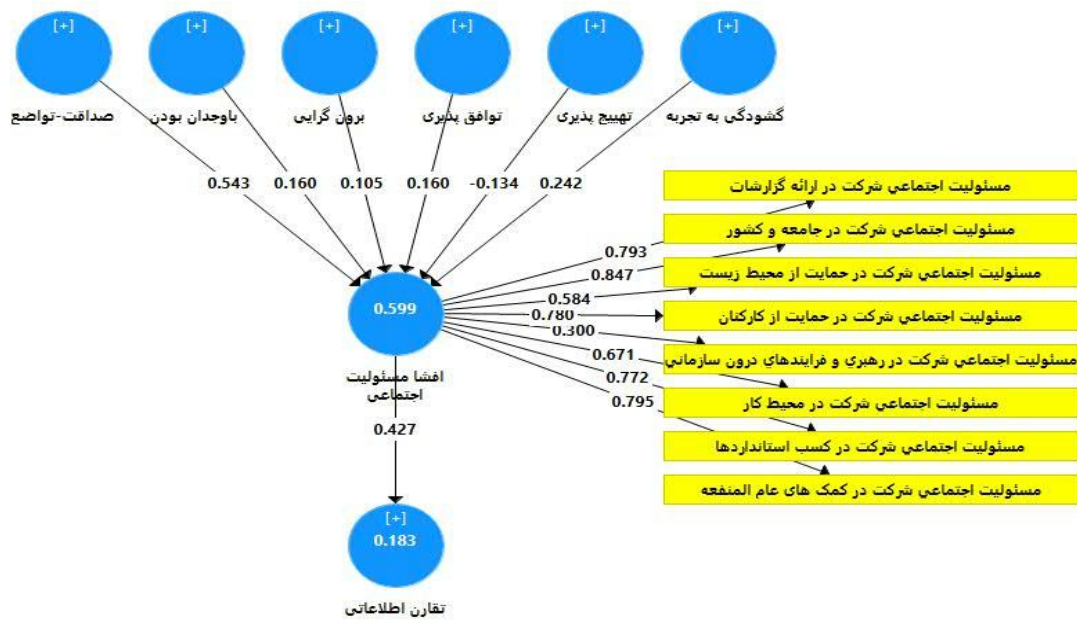 [+] [+] [+] [+] [+] [+]
صداقت-تواضع
باوجدان بودن
برون گرایی
توافق پذیری
تهییج پذیری
گشودگی به تجربه
0.543 0.160 0.105 0.160 -0.134 0.242
مسئولیت اجتماعي شرکت در ارائه گزارشات
مسئولیت اجتماعي شرکت در جامعه و کشور
مسئولیت اجتماعي شرکت در حمایت از محیط زیست
مسئولیت اجتماعي شرکت در حمایت از کارکنان
مسئولیت اجتماعي شرکت در رهبري و فرایندهاي درون سازماني
مسئولیت اجتماعي شرکت در محیط کار
مسئولیت اجتماعي شرکت در کسب استانداردها
مسئولیت اجتماعي شرکت در کمک های عام المنفعه
0.793
0.847
0.584
0.780
0.300
0.671
0.772
0.795
0.599
افشا مسئولیت
اجتماعی
0.427
[+]
0.183
تقارن اطلاعاتی